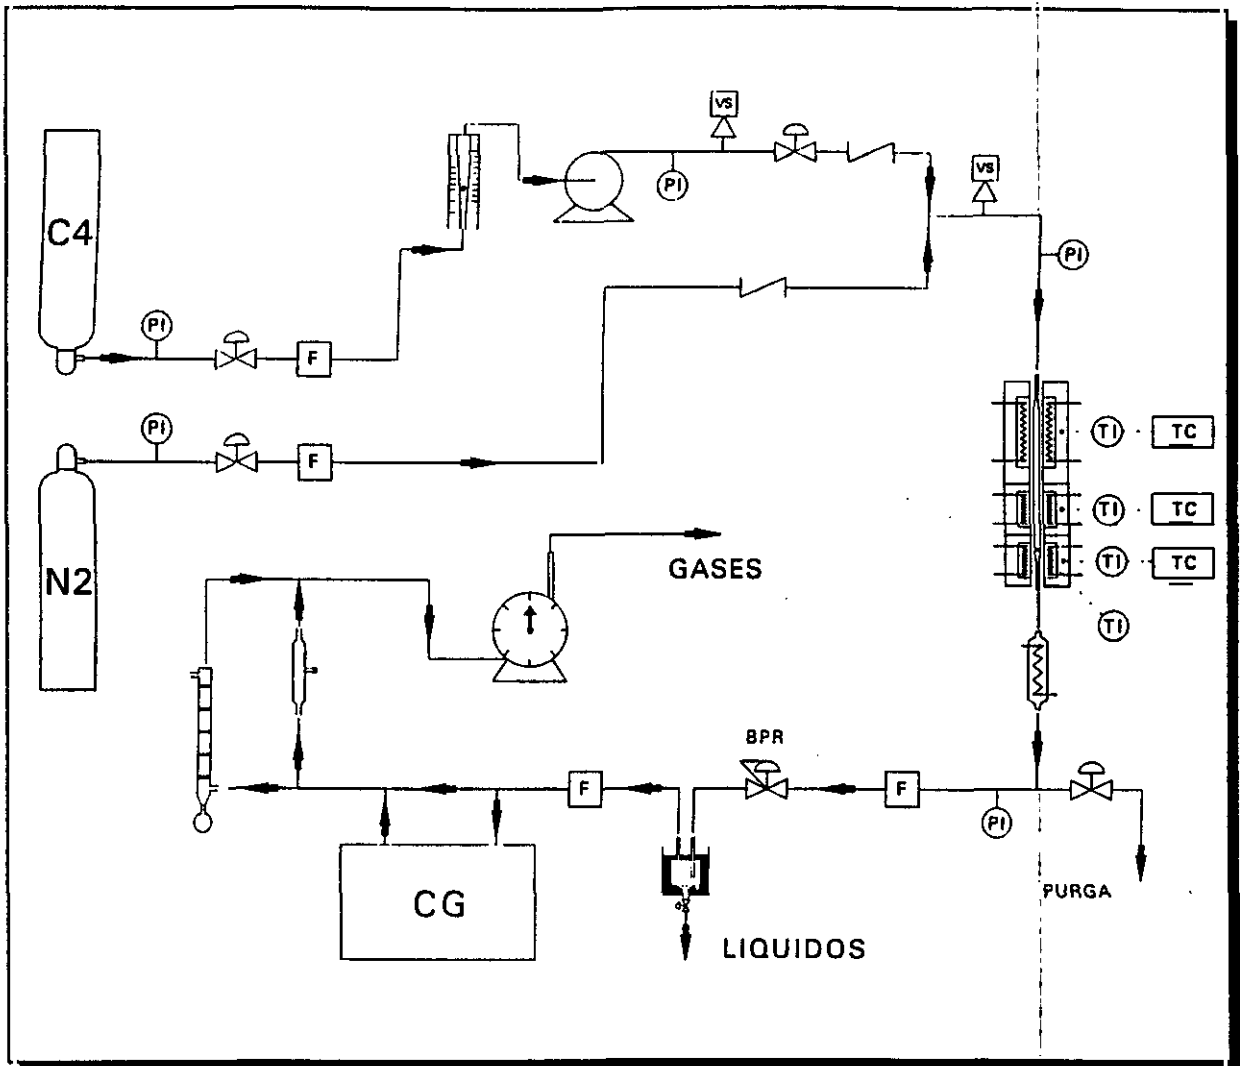 VS
VS
C4
PI
PI
PI
F
PI
F
TI
TC
TI
TC
TI
TC
TI
N2
GASES
BPR
F
F
PI
PURGA
CG
LIQUIDOS